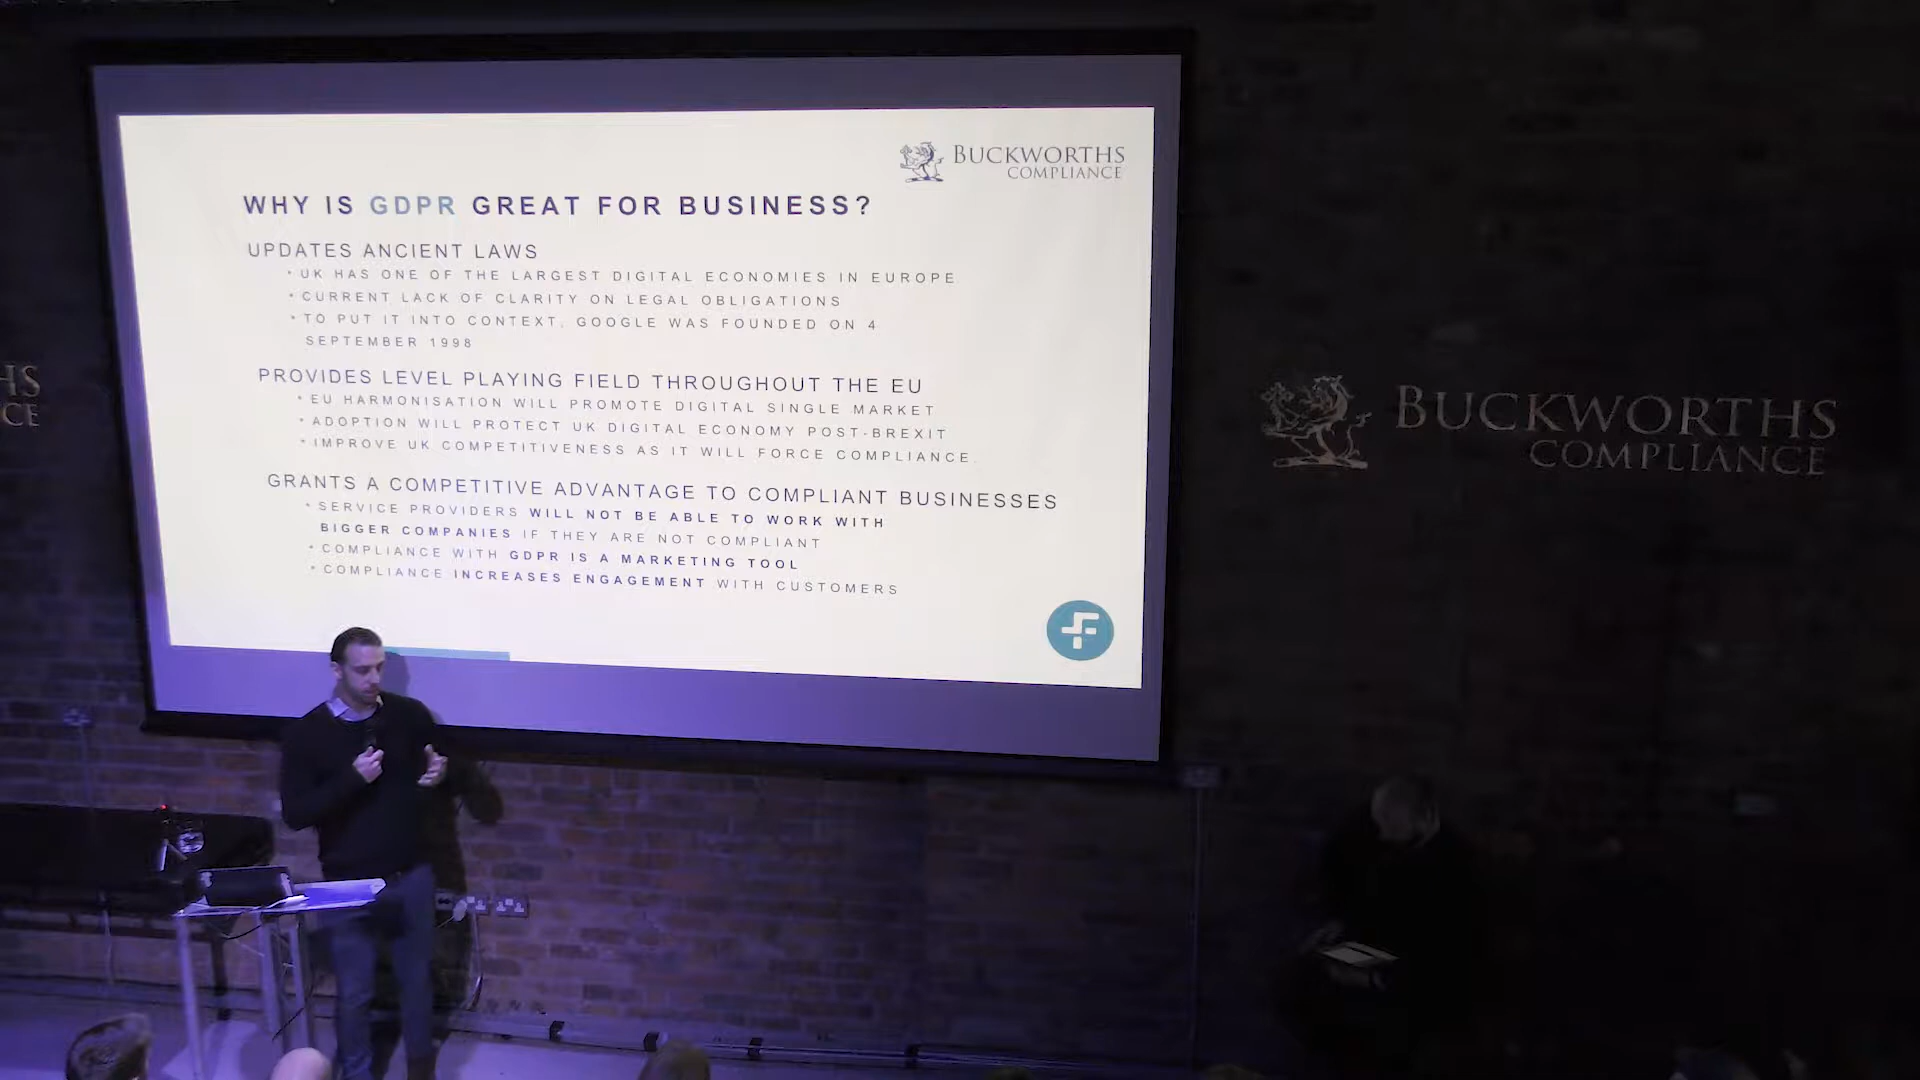 BUCKWORTHS
COMPLIANCE
WHY IS GDPR GREAT FOR BUSINESS?
UPDATES ANCIENT LAWS
• UK HAS ONE OF THE LARGEST DIGITAL ECONOMIES IN EUROPE
• CURRENT LACK OF CLARITY ON LEGAL OBLIGATIONS
• TO PUT IT INTO CONTEXT, GOOGLE WAS FOUNDED ON 4
SEPTEMBER 1998
PROVIDES LEVEL PLAYING FIELD THROUGHOUT THE EU
• EU HARMONISATION WILL PROMOTE DIGITAL SINGLE MARKET
• ADOPTION WILL PROTECT UK DIGITAL ECONOMY POST-BREXIT
• IMPROVE UK COMPETITIVENESS AS IT WILL FORCE COMPLIANCE.
GRANTS A COMPETITIVE ADVANTAGE TO COMPLIANT BUSINESSES
• SERVICE PROVIDERS WILL NOT BE ABLE TO WORK WITH
BIGGER COMPANIES IF THEY ARE NOT COMPLIANT
• COMPLIANCE WITH GDPR IS A MARKETING TOOL
• COMPLIANCE INCREASES ENGAGEMENT WITH CUSTOMERS
HS
CE
BUCKWORTHS
COMPLIANCE